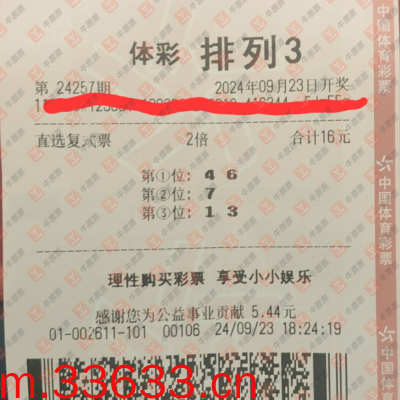 体彩 排列3
第 24257期 2024年09月23日开奖
直选复式票 2倍 合计16元
第①位: 4 6
第②位: 7
第③位: 1 3
理性购买彩票 享受小小娱乐
感谢您为公益事业贡献 5.44元
01-002611-101 00106 24/09/23 18:24:19
m.33633.cn
中国体育彩票
中国体育彩票
中国体育